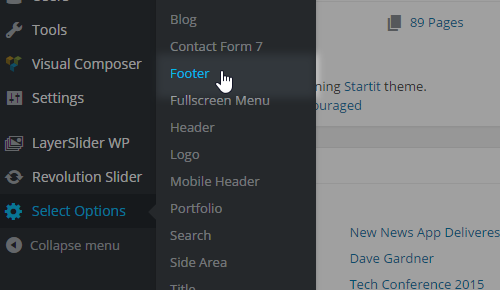 Users
Tools
Visual Composer
Settings
LayerSlider WP
Revolution Slider
Select Options
Collapse menu
Blog
Contact Form 7
Footer
Fullscreen Menu
Header
Logo
Mobile Header
Portfolio
Search
Side Area
Title
89 Pages
ning Startit theme.
ouraged
New News App Deliveres
Dave Gardner
Tech Conference 2015